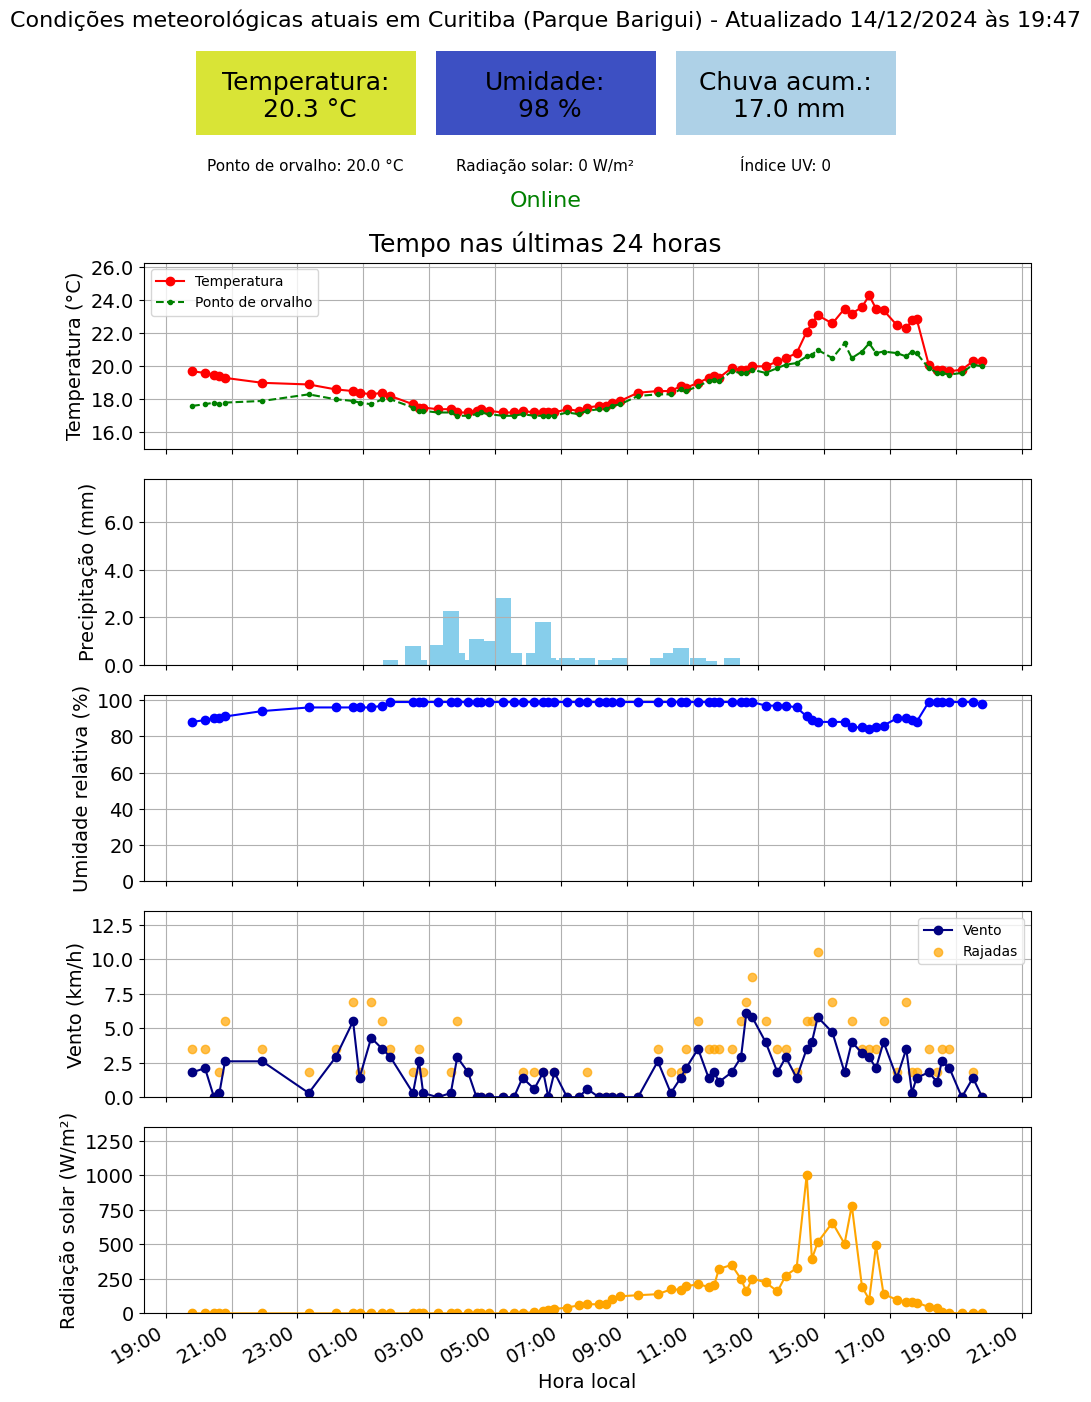 Condições meteorológicas atuais em Curitiba (Parque Barigui) - Atualizado 14/12/2024 às 19:47
Temperatura:
20.3 °C
Umidade:
98 %
Chuva acum.:
17.0 mm
Ponto de orvalho: 20.0 °C
Radiação solar: 0 W/m²
Índice UV: 0
Online
Tempo nas últimas 24 horas
Temperatura (°C)
26.0
24.0
22.0
20.0
18.0
16.0
Temperatura
Ponto de orvalho
Precipitação (mm)
6.0
4.0
2.0
0.0
Umidade relativa (%)
100
80
60
40
20
0
Vento (km/h)
12.5
10.0
7.5
5.0
2.5
0.0
Vento
Rajadas
Radiação solar (W/m²)
1250
1000
750
500
250
0
19:00
21:00
23:00
01:00
03:00
05:00
07:00
09:00
11:00
13:00
15:00
17:00
19:00
21:00
Hora local